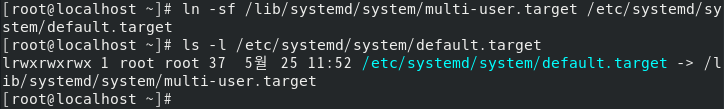 [root@localhost ~]# ln -sf /lib/systemd/system/multi-user.target /etc/systemd/sy
stem/default.target
[root@localhost ~]# ls -l /etc/systemd/system/default.target
lrwxrwxrwx 1 root root 37  5월  25 11:52 /etc/systemd/system/default.target -> /l
ib/systemd/system/multi-user.target
[root@localhost ~]#